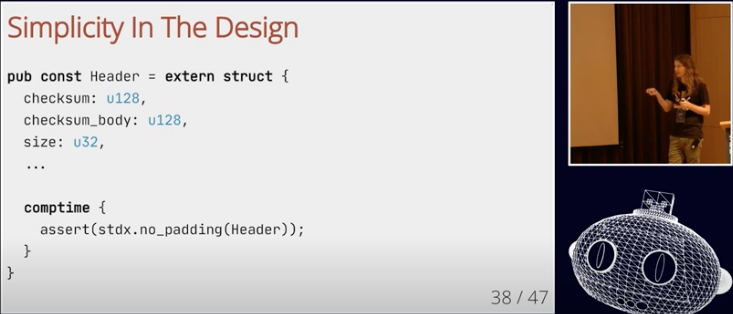 Simplicity In The Design
pub const Header = extern struct {
  checksum: u128,
  checksum_body: u128,
  size: u32,
  ...
  comptime {
    assert(stdx.no_padding(Header));
  }
}
38 / 47